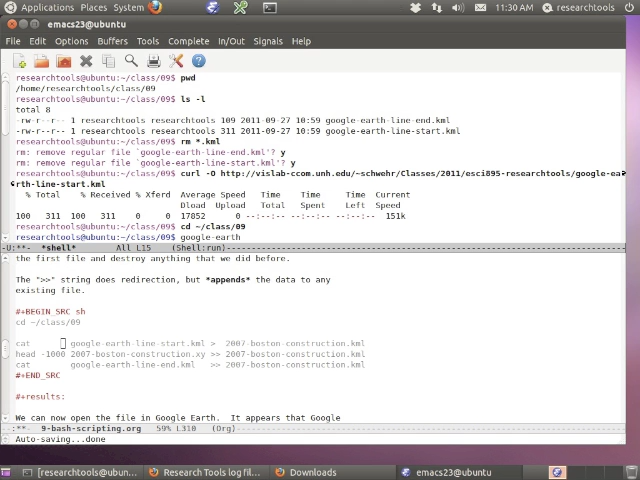 Applications Places System
11:30 AM researchtools
emacs23@ubuntu
File Edit Options Buffers Tools Complete In/Out Signals Help
researchtools@ubuntu:~/class/09$ pwd
/home/researchtools/class/09
researchtools@ubuntu:~/class/09$ ls -l
total 8
-rw-r--r-- 1 researchtools researchtools 109 2011-09-27 10:59 google-earth-line-end.kml
-rw-r--r-- 1 researchtools researchtools 311 2011-09-27 10:59 google-earth-line-start.kml
researchtools@ubuntu:~/class/09$ rm *.kml
rm: remove regular file `google-earth-line-end.kml'? y
rm: remove regular file `google-earth-line-start.kml'? y
researchtools@ubuntu:~/class/09$ curl -O http://vislab-ccom.unh.edu/~schwehr/Classes/2011/esci895-researchtools/google-ea
rth-line-start.kml
% Total % Received % Xferd Average Speed Time Time Time Current
Dload Upload Total Spent Left Speed
100 311 100 311 0 0 17852 0 --:--:-- --:--:-- --:--:-- 151k
researchtools@ubuntu:~/class/09$ cd ~/class/09
researchtools@ubuntu:~/class/09$ google-earth
-U:**- *shell* All L15 (Shell:run)
the first file and destroy anything that we did before.
The ">>" string does redirection, but *appends* the data to any
existing file.
#+BEGIN_SRC sh
cd ~/class/09
cat google-earth-line-start.kml > 2007-boston-construction.kml
head -1000 2007-boston-construction.xy >> 2007-boston-construction.kml
cat google-earth-line-end.kml >> 2007-boston-construction.kml
#+END_SRC
#+results:
We can now open the file in Google Earth. It appears that Google
-:**- 9-bash-scripting.org 59% L310 (Org)
Auto-saving...done
[researchtools@ubun... Research Tools log fil... Downloads emacs23@ubuntu